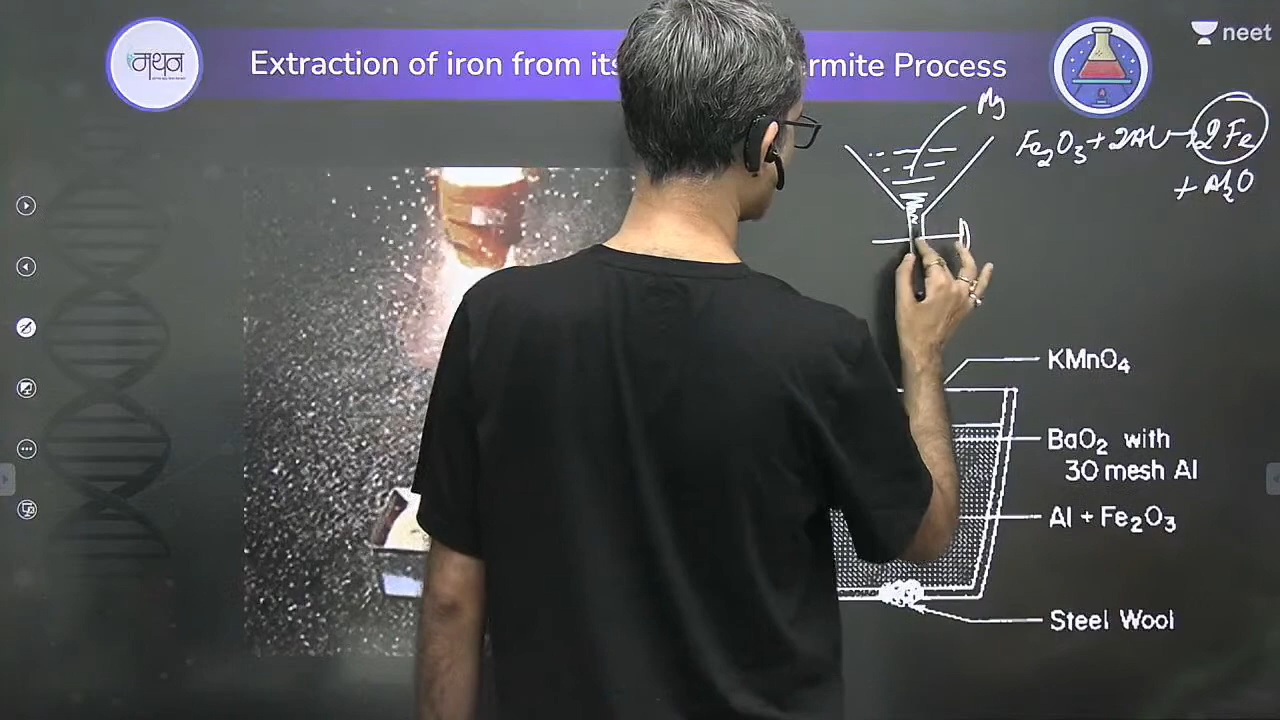 मंथन
Extraction of iron from its
ermite Process
neet
Mg
Fe₂O₃ + 2Al → 2Fe
+ Al₂O
KMnO₄
BaO₂ with
30 mesh Al
Al + Fe₂O₃
Steel Wool